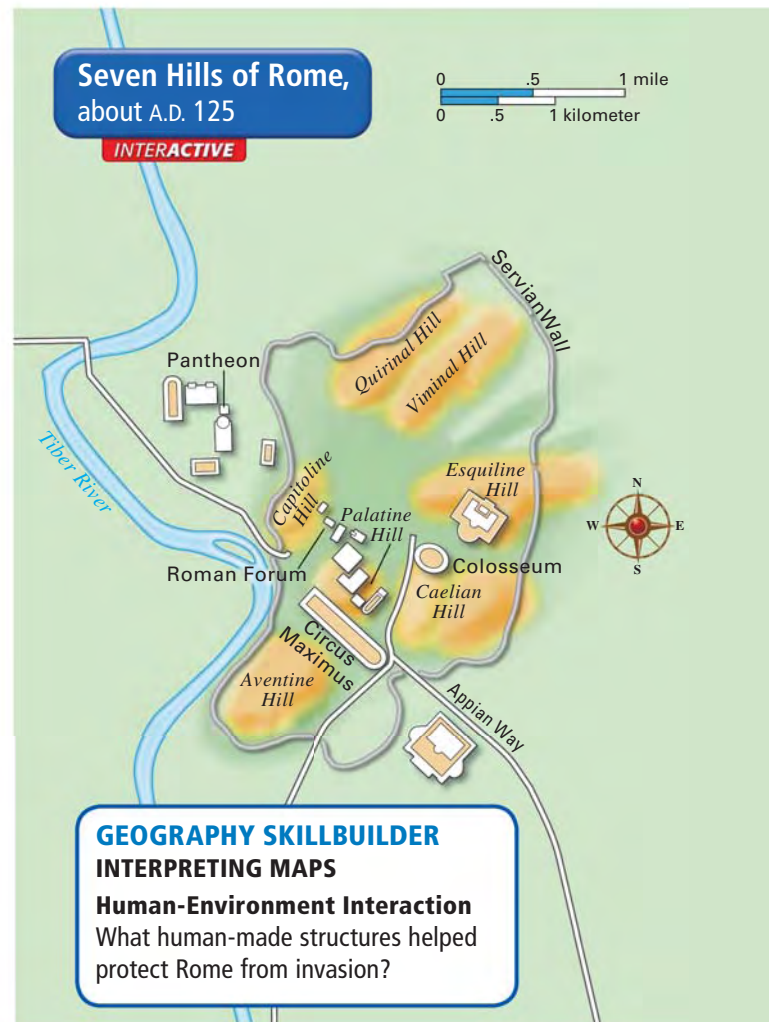 Seven Hills of Rome,
about A.D. 125
INTERACTIVE
0 .5 1 mile
0 .5 1 kilometer
Servian Wall
Quirinal Hill
Viminal Hill
Pantheon
Tiber River
Esquiline
Hill
Capitoline
Hill
Palatine
Hill
N
W E
S
Roman Forum
Colosseum
Caelian
Hill
Circus
Maximus
Aventine
Hill
Appian Way
GEOGRAPHY SKILLBUILDER
INTERPRETING MAPS
Human-Environment Interaction
What human-made structures helped
protect Rome from invasion?